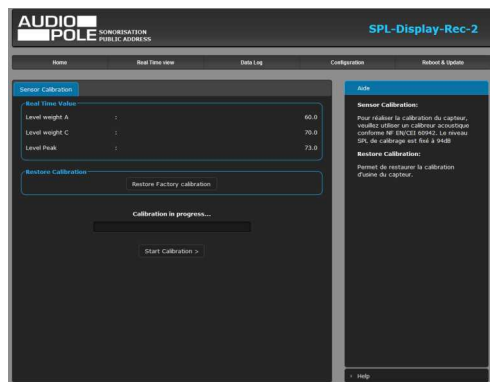 AUDIO
POLE SONORISATION
PUBLIC ADDRESS
SPL-Display-Rec-2
Home Real Time view Data Log Configuration Reboot & Update
Sensor Calibration
Real Time Value
Level weight A : 60.0
Level weight C : 70.0
Level Peak : 73.0
Restore Calibration
Restore Factory calibration
Calibration in progress...
Start Calibration >
Aide
Sensor Calibration:
Pour réaliser la calibration du capteur,
veuillez utiliser un calibreur acoustique
conforme NF EN/CEI 60942. Le niveau
SPL de calibrage est fixé à 94dB
Restore Calibration:
Permet de restaurer la calibration
d'usine du capteur.
Help